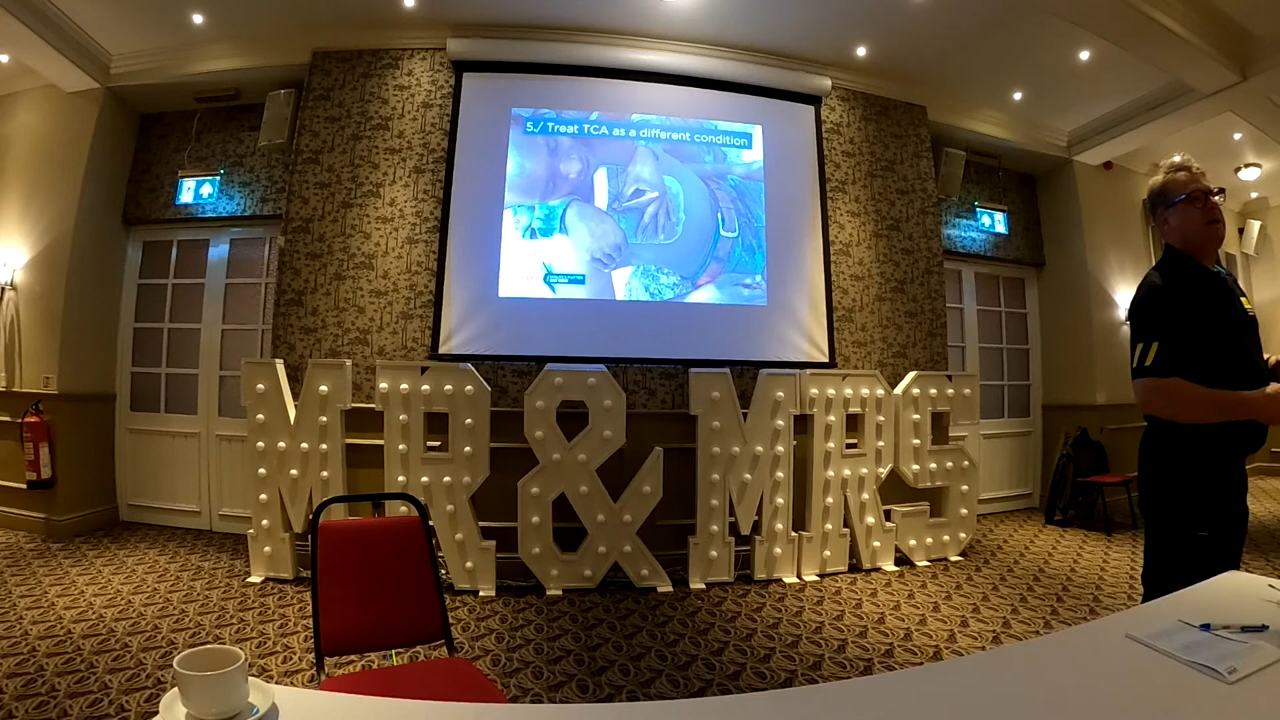 5./ Treat TCA as a different condition
MR & MRS